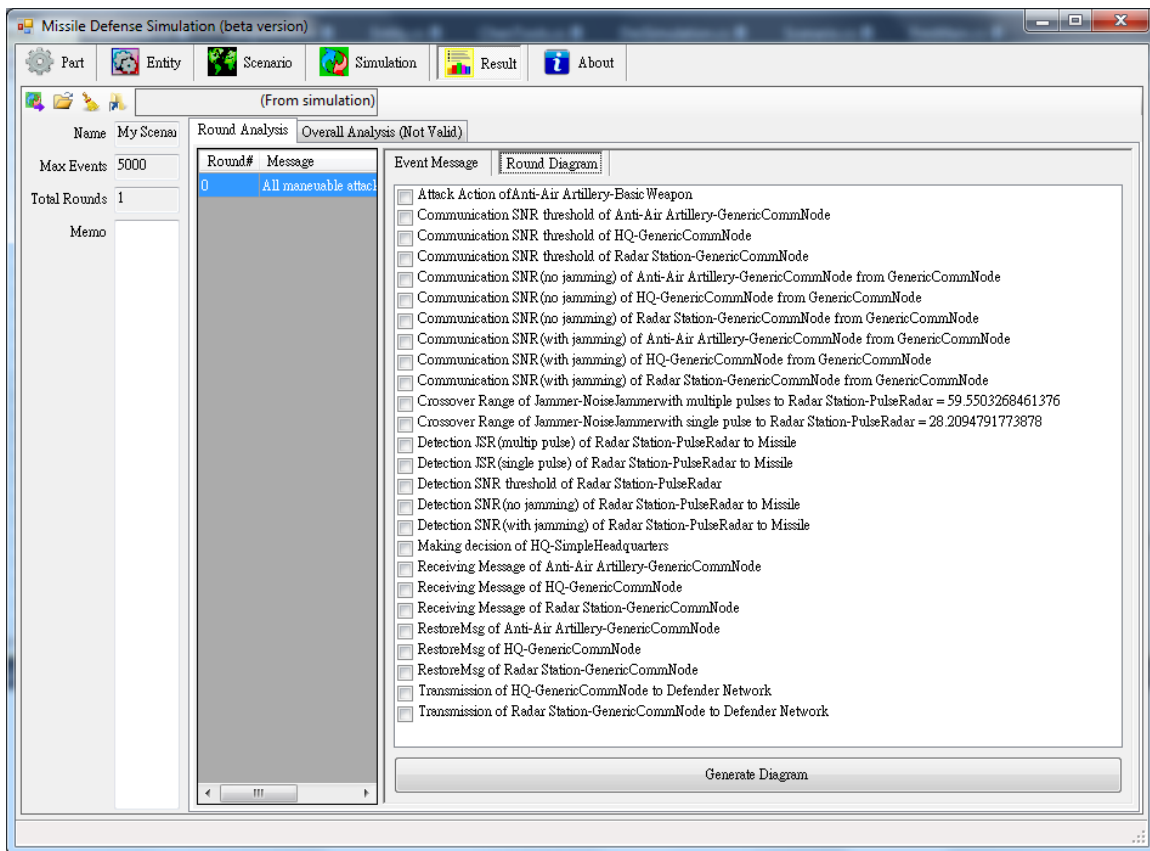 Missile Defense Simulation (beta version)
Part Entity Scenario Simulation Result About
(From simulation)
Name My Scenar
Max Events 5000
Total Rounds 1
Memo
Round Analysis Overall Analysis (Not Valid)
Round# Message
0 All maneuable attack
Event Message Round Diagram
Attack Action ofAnti-Air Artillery-BasicWeapon
Communication SNR threshold of Anti-Air Artillery-GenericCommNode
Communication SNR threshold of HQ-GenericCommNode
Communication SNR threshold of Radar Station-GenericCommNode
Communication SNR(no jamming) of Anti-Air Artillery-GenericCommNode from GenericCommNode
Communication SNR(no jamming) of HQ-GenericCommNode from GenericCommNode
Communication SNR(no jamming) of Radar Station-GenericCommNode from GenericCommNode
Communication SNR(with jamming) of Anti-Air Artillery-GenericCommNode from GenericCommNode
Communication SNR(with jamming) of HQ-GenericCommNode from GenericCommNode
Communication SNR(with jamming) of Radar Station-GenericCommNode from GenericCommNode
Crossover Range of Jammer-NoiseJammerwith multiple pulses to Radar Station-PulseRadar = 59.5503268461376
Crossover Range of Jammer-NoiseJammerwith single pulse to Radar Station-PulseRadar = 28.2094791773878
Detection JSR(multip pulse) of Radar Station-PulseRadar to Missile
Detection JSR(single pulse) of Radar Station-PulseRadar to Missile
Detection SNR threshold of Radar Station-PulseRadar
Detection SNR(no jamming) of Radar Station-PulseRadar to Missile
Detection SNR(with jamming) of Radar Station-PulseRadar to Missile
Making decision of HQ-SimpleHeadquarters
Receiving Message of Anti-Air Artillery-GenericCommNode
Receiving Message of HQ-GenericCommNode
Receiving Message of Radar Station-GenericCommNode
RestoreMsg of Anti-Air Artillery-GenericCommNode
RestoreMsg of HQ-GenericCommNode
RestoreMsg of Radar Station-GenericCommNode
Transmission of HQ-GenericCommNode to Defender Network
Transmission of Radar Station-GenericCommNode to Defender Network
Generate Diagram